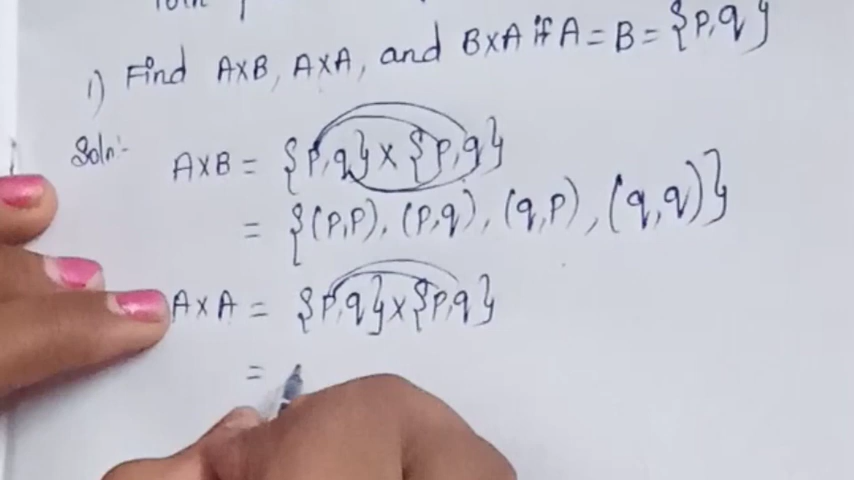 1) Find A×B, A×A, and B×A if A = B = {p,q}
Soln:- A×B = {p,q} × {p,q}
= {(p,p), (p,q), (q,p), (q,q)}
A×A = {p,q} × {p,q}
=